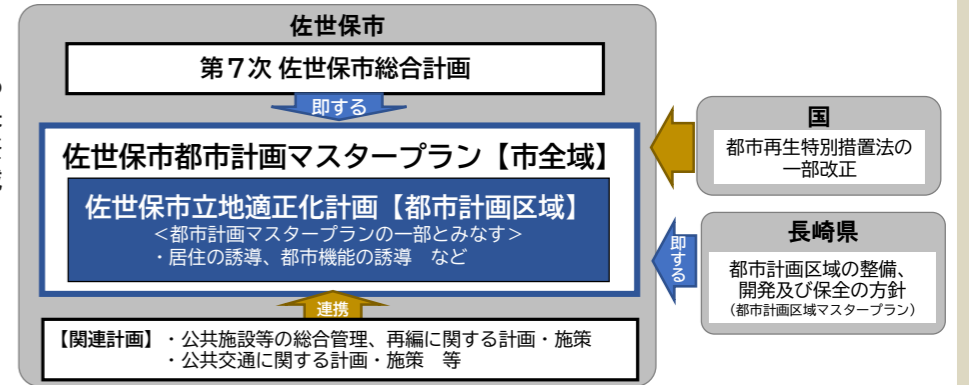 佐世保市
第７次 佐世保市総合計画
即する
佐世保市都市計画マスタープラン【市全域】
佐世保市立地適正化計画【都市計画区域】
＜都市計画マスタープランの一部とみなす＞
・居住の誘導、都市機能の誘導　など
連携
【関連計画】・公共施設等の総合管理、再編に関する計画・施策
・公共交通に関する計画・施策　等
国
都市再生特別措置法の
一部改正
即する
長崎県
都市計画区域の整備、
開発及び保全の方針
（都市計画区域マスタープラン）